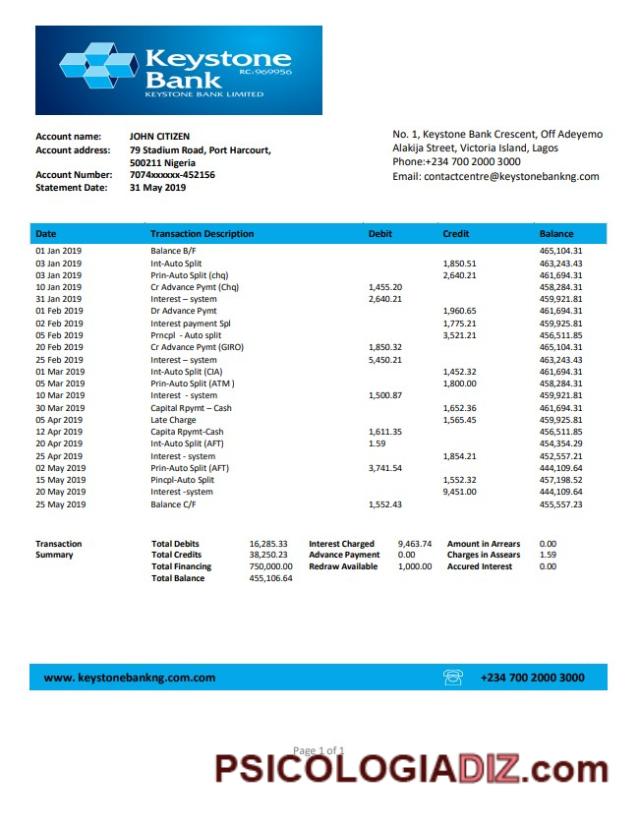 Keystone
Bank
RC:969956
KEYSTONE BANK LIMITED
Account name: JOHN CITIZEN
Account address: 79 Stadium Road, Port Harcourt,
500211 Nigeria
Account Number: 7074xxxxxx-452156
Statement Date: 31 May 2019
No. 1, Keystone Bank Crescent, Off Adeyemo
Alakija Street, Victoria Island, Lagos
Phone:+234 700 2000 3000
Email: contactcentre@keystonebankng.com
Date Transaction Description Debit Credit Balance
01 Jan 2019 Balance B/F 465,104.31
03 Jan 2019 Int-Auto Split 1,850.51 463,243.43
03 Jan 2019 Prin-Auto Split (chq) 2,640.21 461,694.31
10 Jan 2019 Cr Advance Pymt (Chq) 1,455.20 458,284.31
31 Jan 2019 Interest – system 2,640.21 459,921.81
01 Feb 2019 Dr Advance Pymt 1,960.65 461,694.31
02 Feb 2019 Interest payment Spl 1,775.21 459,925.81
05 Feb 2019 Prncpl - Auto split 3,521.21 456,511.85
20 Feb 2019 Cr Advance Pymt (GIRO) 1,850.32 465,104.31
25 Feb 2019 Interest – system 5,450.21 463,243.43
01 Mar 2019 Int-Auto Split (CIA) 1,452.32 461,694.31
05 Mar 2019 Prin-Auto Split (ATM ) 1,800.00 458,284.31
10 Mar 2019 Interest - system 1,500.87 459,921.81
30 Mar 2019 Capital Rpymt – Cash 1,652.36 461,694.31
05 Apr 2019 Late Charge 1,565.45 459,925.81
12 Apr 2019 Capita Rpymt-Cash 1,611.35 456,511.85
20 Apr 2019 Int-Auto Split (AFT) 1.59 454,354.29
25 Apr 2019 Interest - system 1,854.21 452,557.21
02 May 2019 Prin-Auto Split (AFT) 3,741.54 444,109.64
15 May 2019 Pincpl-Auto Split 1,552.32 457,198.52
20 May 2019 Interest -system 9,451.00 444,109.64
25 May 2019 Balance C/F 1,552.43 455,557.23
Transaction Total Debits 16,285.33 Interest Charged 9,463.74 Amount in Arrears 0.00
Summary Total Credits 38,250.23 Advance Payment 0.00 Charges in Assears 1.59
Total Financing 750,000.00 Redraw Available 1,000.00 Accured Interest 0.00
Total Balance 455,106.64
www. keystonebankng.com.com +234 700 2000 3000
Page 1 of 1
PSICOLOGIADIZ.com